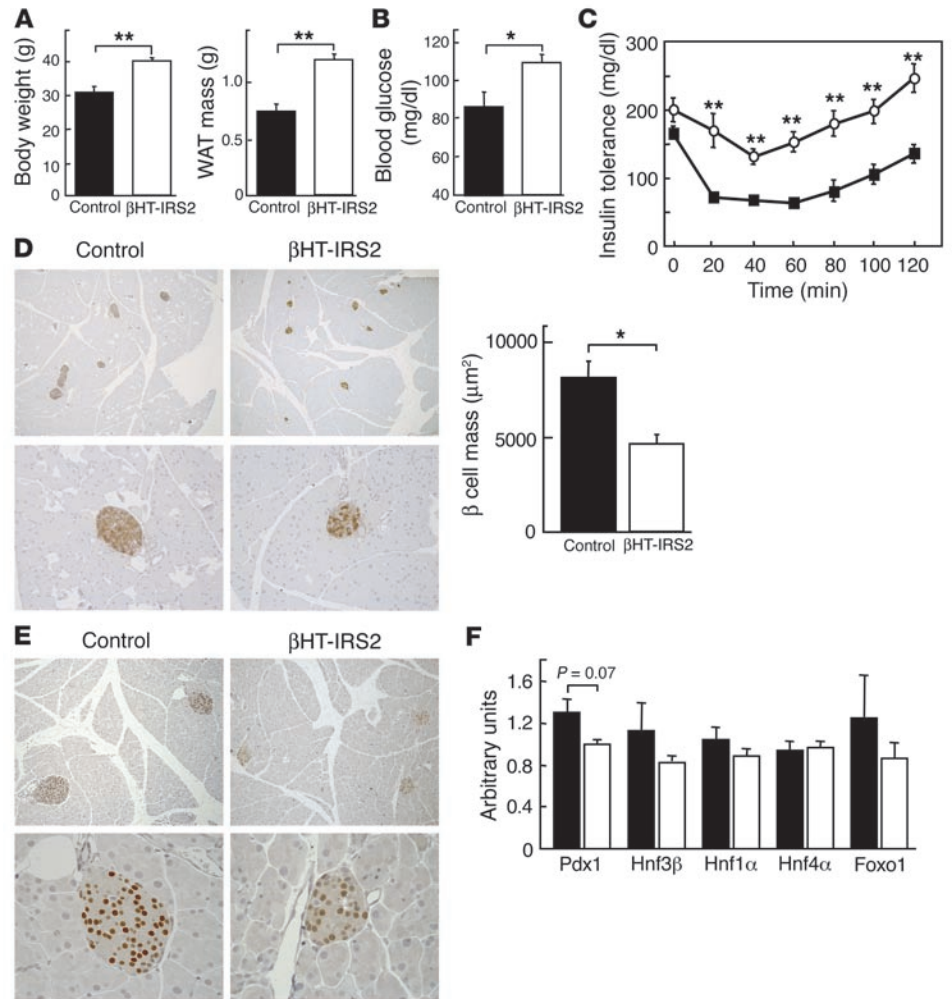 A
Body weight (g)
50
40
30
20
10
0
**
Control βHT-IRS2
WAT mass (g)
1.0
0.5
0
**
Control βHT-IRS2
B
Blood glucose
(mg/dl)
120
100
80
60
40
*
Control βHT-IRS2
C
Insulin tolerance (mg/dl)
300
200
100
0
** ** ** ** ** **
0 20 40 60 80 100 120
Time (min)
D
Control βHT-IRS2
β cell mass (μm²)
10000
5000
0
*
Control βHT-IRS2
E
Control βHT-IRS2
F
Arbitrary units
1.6
1.2
0.8
0.4
0
P = 0.07
Pdx1 Hnf3β Hnf1α Hnf4α Foxo1